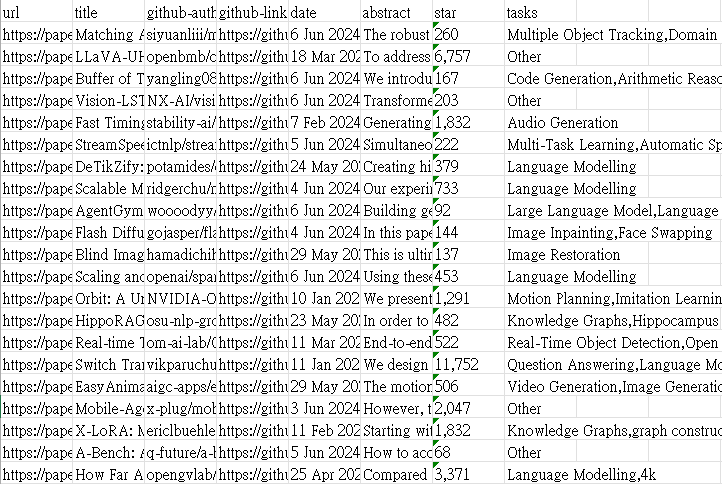 url title github-auth github-link date abstract star tasks
https://pape Matching A siyuanliii/m https://githu 6 Jun 2024 The robust 260 Multiple Object Tracking,Domain
https://pape LLaVA-UH openbmb/c https://githu 18 Mar 202 To address 6,757 Other
https://pape Buffer of T yangling08 https://githu 6 Jun 2024 We introdu 167 Code Generation,Arithmetic Reaso
https://pape Vision-LST NX-AI/visi https://githu 6 Jun 2024 Transforme 203 Other
https://pape Fast Timing stability-ai/ https://githu 7 Feb 2024 Generating 1,832 Audio Generation
https://pape StreamSpee ictnlp/strea https://githu 5 Jun 2024 Simultaneo 222 Multi-Task Learning,Automatic Sp
https://pape DeTikZify: potamides/ https://githu 24 May 20 Creating hi 379 Language Modelling
https://pape Scalable M ridgerchu/r https://githu 4 Jun 2024 Our experi 733 Language Modelling
https://pape AgentGym woooodyy/ https://githu 6 Jun 2024 Building ge 92 Large Language Model,Language
https://pape Flash Diffu gojasper/fl https://githu 4 Jun 2024 In this pape 144 Image Inpainting,Face Swapping
https://pape Blind Imag hamadichih https://githu 29 May 20 This is ultir 137 Image Restoration
https://pape Scaling and openai/spar https://githu 6 Jun 2024 Using these 453 Language Modelling
https://pape Orbit: A Un NVIDIA-O https://githu 10 Jan 202 We present 1,291 Motion Planning,Imitation Learnin
https://pape HippoRAG osu-nlp-gro https://githu 23 May 20 In order to 482 Knowledge Graphs,Hippocampus
https://pape Real-time T om-ai-lab/ https://githu 11 Mar 202 End-to-end 522 Real-Time Object Detection,Open
https://pape Switch Tra vikparuchu https://githu 11 Jan 202 We design 11,752 Question Answering,Language Mo
https://pape EasyAnima aigc-apps/e https://githu 29 May 20 The motion 506 Video Generation,Image Generatic
https://pape Mobile-Ag x-plug/mob https://githu 3 Jun 2024 However, t 2,047 Other
https://pape X-LoRA: M ericlbuehle https://githu 11 Feb 202 Starting wit 1,832 Knowledge Graphs,graph construc
https://pape A-Bench: A q-future/a-b https://githu 5 Jun 2024 How to acc 68 Other
https://pape How Far A opengvlab/ https://githu 25 Apr 202 Compared 3,371 Language Modelling,4k